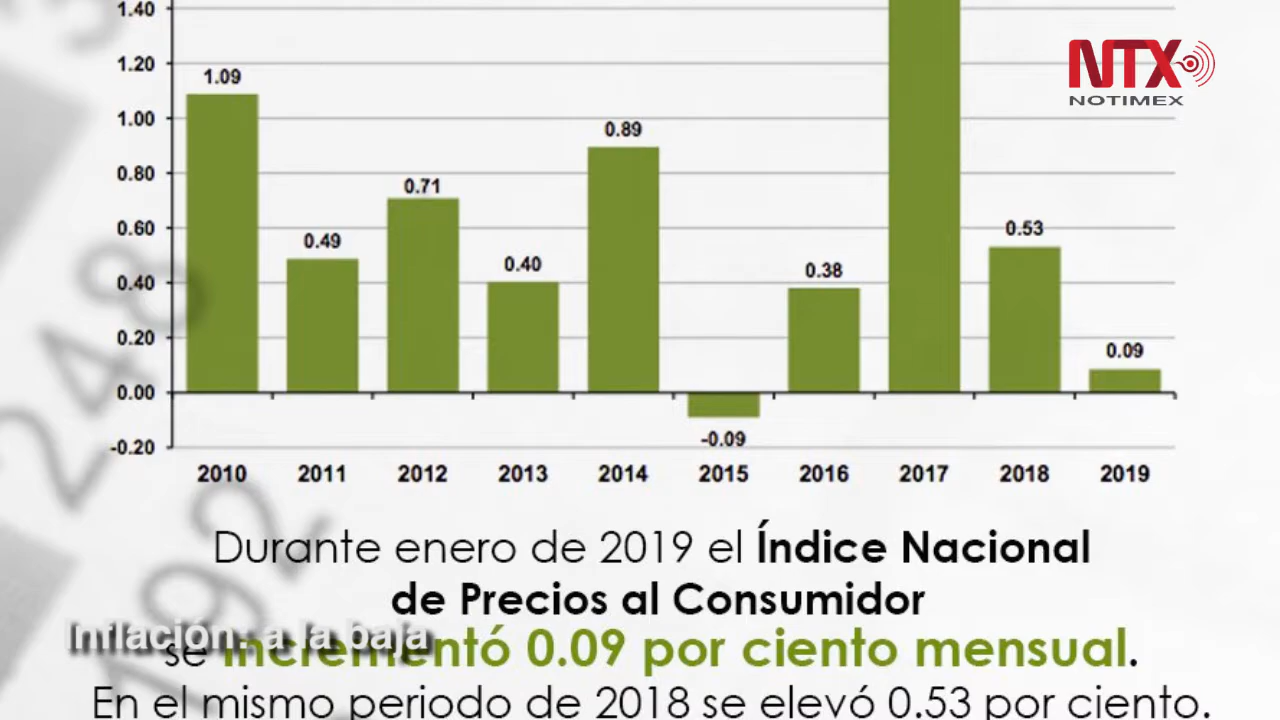 1.40
NTX
NOTIMEX
1.20
1.09
1.00
0.89
0.80
0.71
0.60
0.49
0.53
0.40
0.40
0.38
0.20
0.09
0.00
-0.09
-0.20
2010 2011 2012 2013 2014 2015 2016 2017 2018 2019
248
192
Durante enero de 2019 el Índice Nacional
de Precios al Consumidor
Inflación: a la baja
se incrementó 0.09 por ciento mensual.
En el mismo periodo de 2018 se elevó 0.53 por ciento.